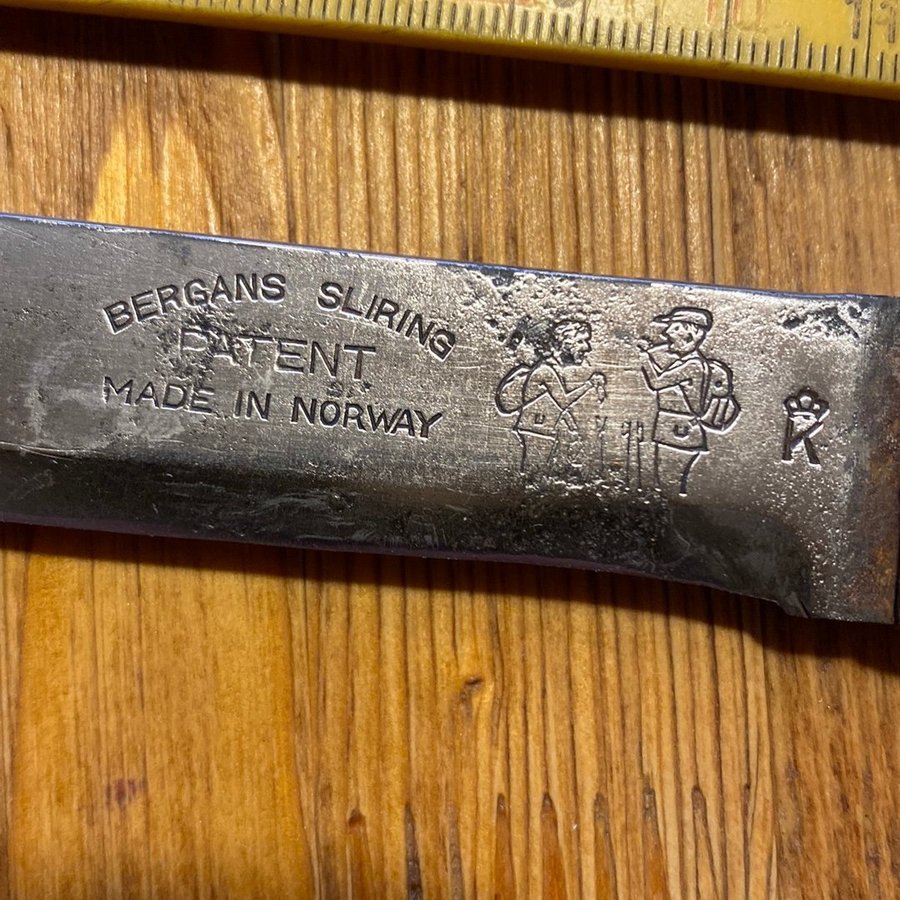 BERGANS SLIRING
PATENT
MADE IN NORWAY
K